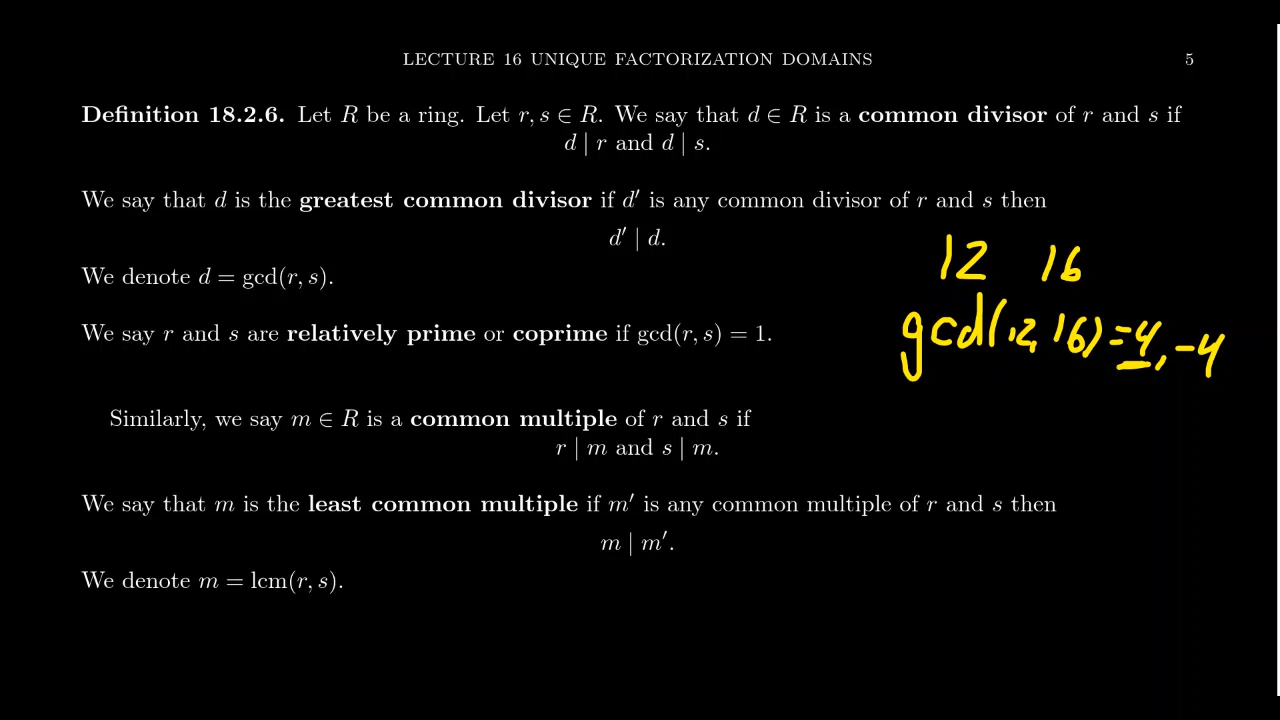 LECTURE 16 UNIQUE FACTORIZATION DOMAINS 5
Definition 18.2.6. Let R be a ring. Let r, s ∈ R. We say that d ∈ R is a common divisor of r and s if
d | r and d | s.
We say that d is the greatest common divisor if d′ is any common divisor of r and s then
d′ | d.
12 16
We denote d = gcd(r, s).
gcd(12, 16) = 4, -4
We say r and s are relatively prime or coprime if gcd(r, s) = 1.
Similarly, we say m ∈ R is a common multiple of r and s if
r | m and s | m.
We say that m is the least common multiple if m′ is any common multiple of r and s then
m | m′.
We denote m = lcm(r, s).